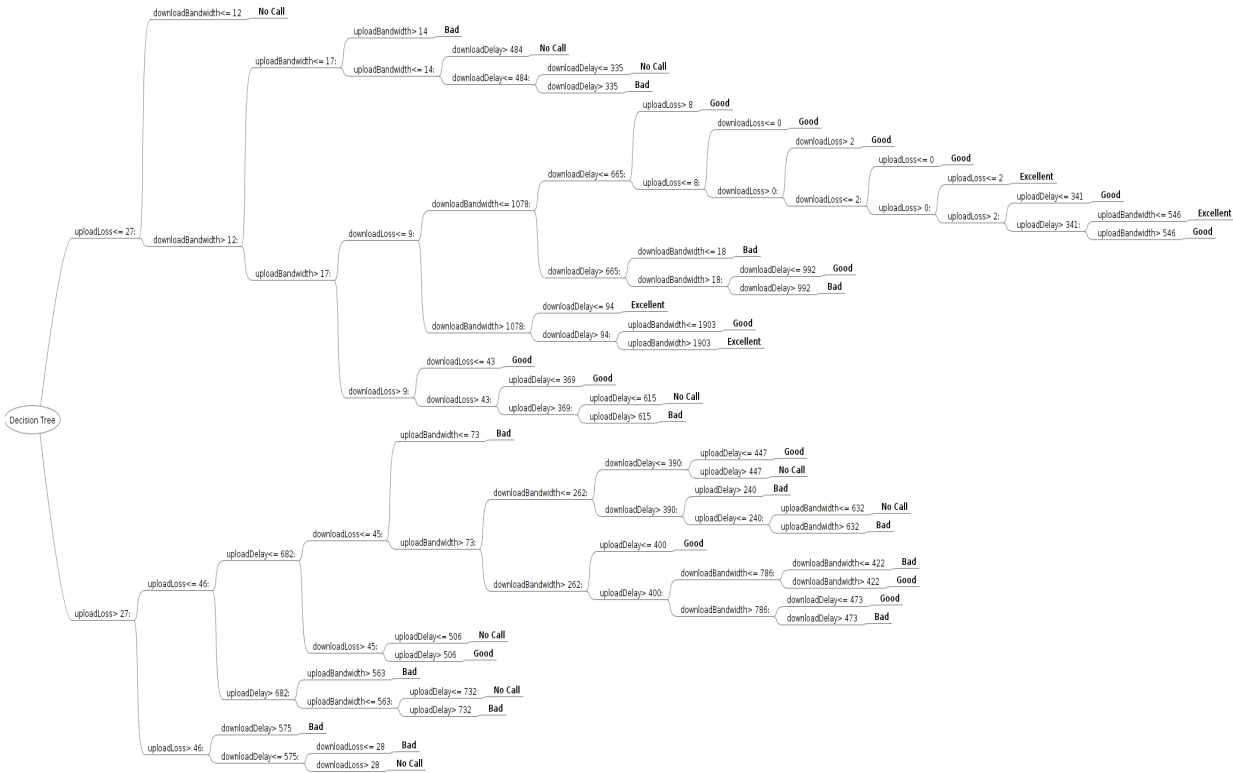 downloadBandwidth<= 12 No Call
uploadBandwidth> 14 Bad
downloadDelay> 484 No Call
uploadBandwidth<= 17:
uploadBandwidth<= 14:
downloadDelay<= 335 No Call
downloadDelay<= 484:
downloadDelay> 335 Bad
uploadLoss> 8 Good
downloadLoss<= 0 Good
downloadLoss> 2 Good
uploadLoss<= 0 Good
downloadDelay<= 665:
uploadLoss<= 2 Excellent
uploadLoss<= 8:
downloadLoss> 0:
uploadDelay<= 341 Good
downloadLoss<= 2:
downloadBandwidth<= 1078:
uploadLoss> 0:
uploadBandwidth<= 546 Excellent
uploadLoss> 2:
uploadDelay> 341:
uploadLoss<= 27:
downloadLoss<= 9:
uploadBandwidth> 546 Good
downloadBandwidth> 12:
downloadBandwidth<= 18 Bad
uploadBandwidth> 17:
downloadDelay> 665:
downloadDelay<= 992 Good
downloadBandwidth> 18:
downloadDelay> 992 Bad
downloadDelay<= 94 Excellent
downloadBandwidth> 1078:
uploadBandwidth<= 1903 Good
downloadDelay> 94:
uploadBandwidth> 1903 Excellent
downloadLoss<= 43 Good
uploadDelay<= 369 Good
downloadLoss> 9:
uploadDelay<= 615 No Call
downloadLoss> 43:
uploadDelay> 369:
uploadDelay> 615 Bad
Decision Tree
uploadBandwidth<= 73 Bad
uploadDelay<= 447 Good
downloadDelay<= 390:
uploadDelay> 447 No Call
downloadBandwidth<= 262:
uploadDelay> 240 Bad
downloadDelay> 390:
uploadBandwidth<= 632 No Call
uploadDelay<= 240:
uploadBandwidth> 632 Bad
downloadLoss<= 45:
uploadBandwidth> 73:
uploadDelay<= 400 Good
uploadDelay<= 682:
downloadBandwidth<= 422 Bad
downloadBandwidth<= 786:
downloadBandwidth> 422 Good
uploadLoss<= 46:
downloadBandwidth> 262:
uploadDelay> 400:
downloadDelay<= 473 Good
downloadBandwidth> 786:
uploadLoss> 27:
downloadDelay> 473 Bad
uploadDelay<= 506 No Call
downloadLoss> 45:
uploadDelay> 506 Good
uploadBandwidth> 563 Bad
uploadDelay> 682:
uploadDelay<= 732 No Call
uploadBandwidth<= 563:
uploadDelay> 732 Bad
downloadDelay> 575 Bad
uploadLoss> 46:
downloadLoss<= 28 Bad
downloadDelay<= 575:
downloadLoss> 28 No Call